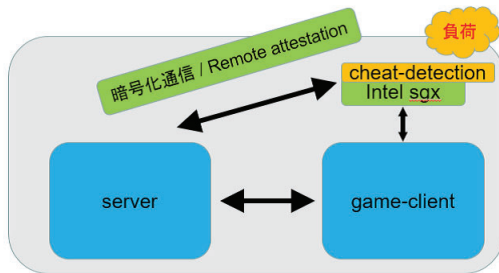 負荷
暗号化通信 / Remote attestation
cheat-detection
Intel sgx
server
game-client